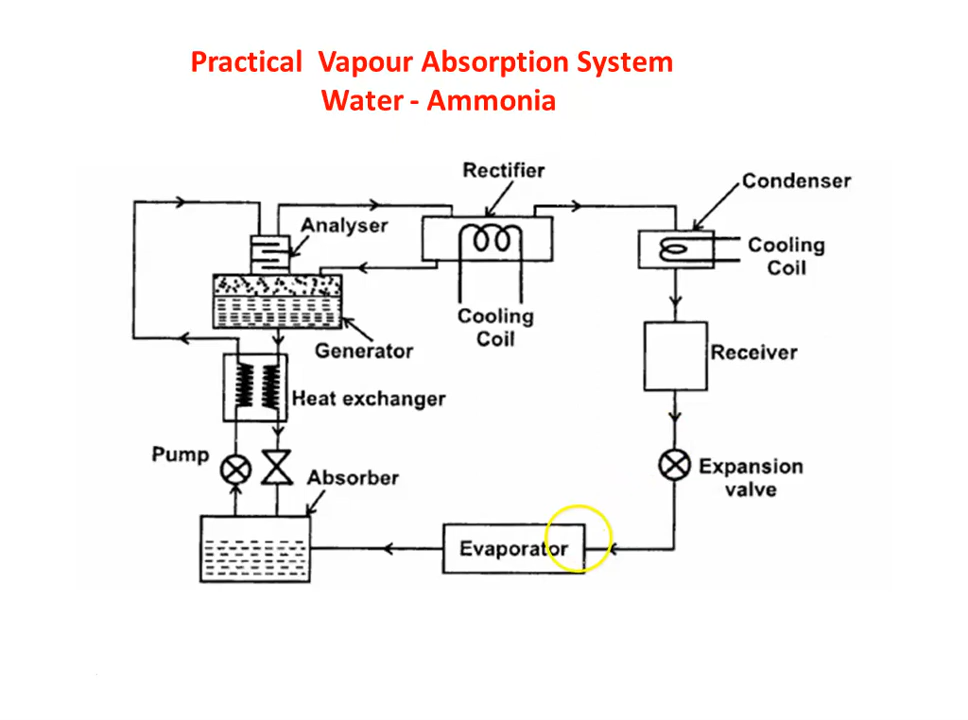 Practical Vapour Absorption System
Water - Ammonia
Rectifier
Condenser
Analyser
Cooling
Coil
Cooling
Coil
Generator
Receiver
Heat exchanger
Pump
Absorber
Expansion
valve
Evaporator